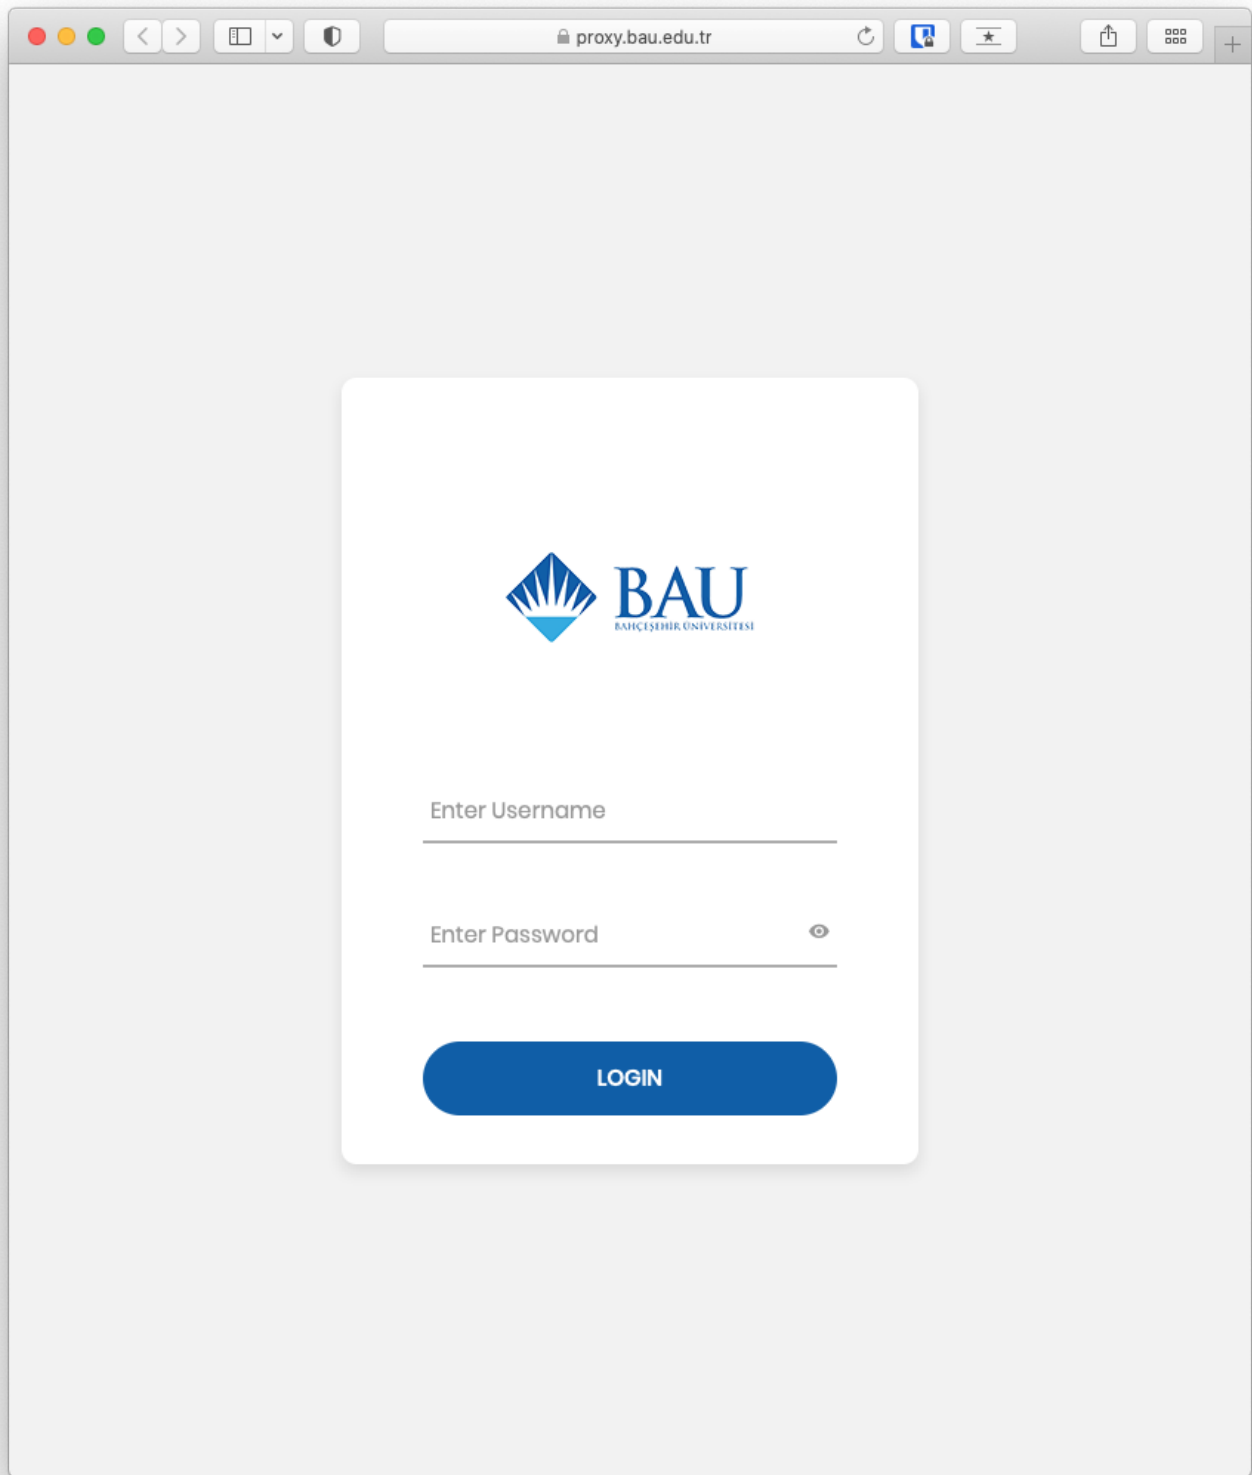 proxy.bau.edu.tr
BAU
BAHÇEŞEHİR ÜNİVERSİTESİ
Enter Username
Enter Password
LOGIN